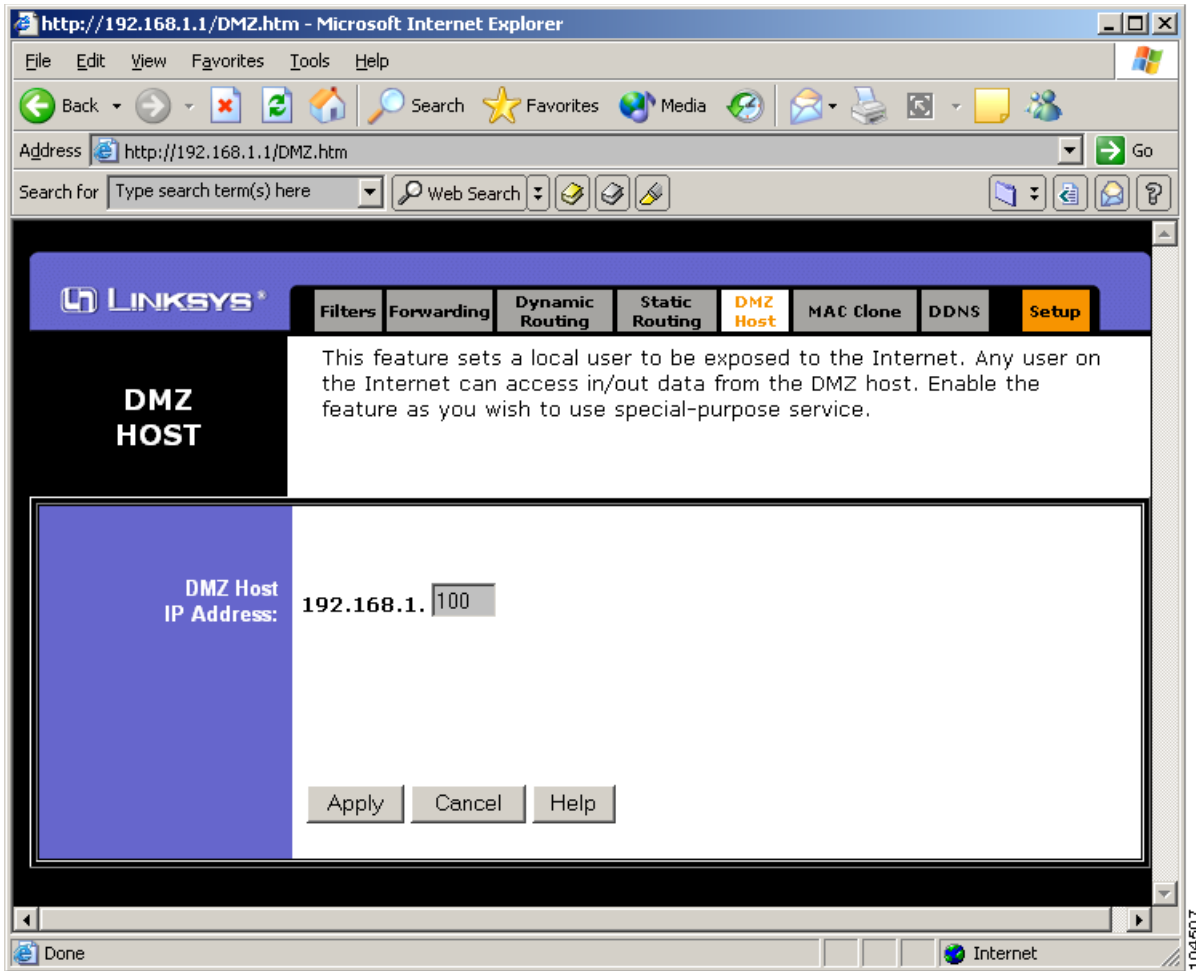 http://192.168.1.1/DMZ.htm - Microsoft Internet Explorer
File Edit View Favorites Tools Help
Back Search Favorites Media
Address http://192.168.1.1/DMZ.htm Go
Search for Type search term(s) here Web Search
LINKSYS®
Filters Forwarding Dynamic Routing Static Routing DMZ Host MAC Clone DDNS Setup
DMZ
HOST
This feature sets a local user to be exposed to the Internet. Any user on
the Internet can access in/out data from the DMZ host. Enable the
feature as you wish to use special-purpose service.
DMZ Host
IP Address:
192.168.1. 100
Apply Cancel Help
Done Internet
104507